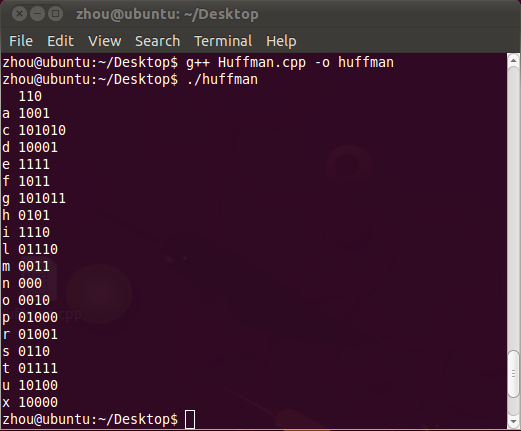 zhou@ubuntu: ~/Desktop
File Edit View Search Terminal Help
zhou@ubuntu:~/Desktop$ g++ Huffman.cpp -o huffman
zhou@ubuntu:~/Desktop$ ./huffman
  110
a 1001
c 101010
d 10001
e 1111
f 1011
g 101011
h 0101
i 1110
l 01110
m 0011
n 000
o 0010
p 01000
r 01001
s 0110
t 01111
u 10100
x 10000
zhou@ubuntu:~/Desktop$